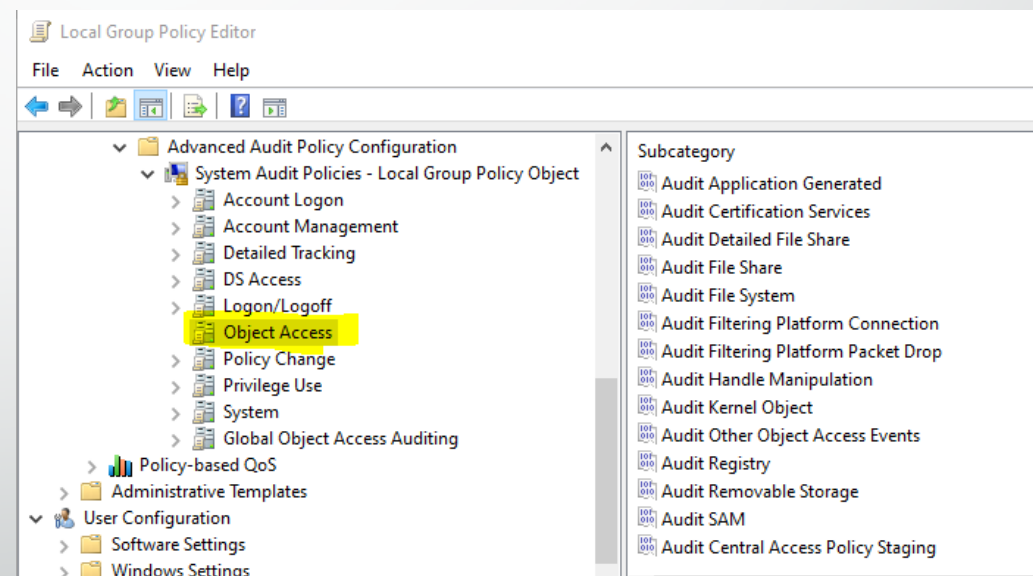 Local Group Policy Editor
File Action View Help
Advanced Audit Policy Configuration
System Audit Policies - Local Group Policy Object
Account Logon
Account Management
Detailed Tracking
DS Access
Logon/Logoff
Object Access
Policy Change
Privilege Use
System
Global Object Access Auditing
Policy-based QoS
Administrative Templates
User Configuration
Software Settings
Windows Settings
Subcategory
Audit Application Generated
Audit Certification Services
Audit Detailed File Share
Audit File Share
Audit File System
Audit Filtering Platform Connection
Audit Filtering Platform Packet Drop
Audit Handle Manipulation
Audit Kernel Object
Audit Other Object Access Events
Audit Registry
Audit Removable Storage
Audit SAM
Audit Central Access Policy Staging